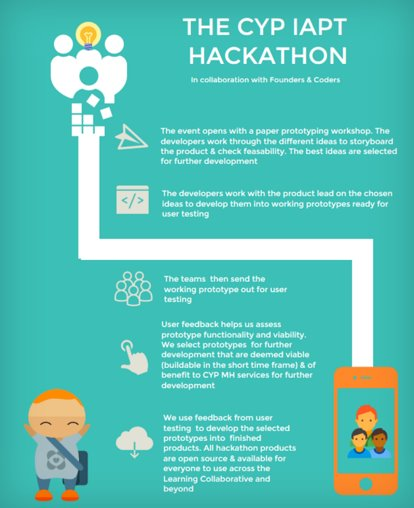 THE CYP IAPT
HACKATHON
In collaboration with Founders & Coders
The event opens with a paper prototyping workshop. The
developers work through the different ideas to storyboard
the product & check feasability. The best ideas are selected
for further development
</>
The developers work with the product lead on the chosen
ideas to develop them into working prototypes ready for
user testing
The teams then send the
working prototype out for user
testing
User feedback helps us assess
prototype functionality and viability.
We select prototypes for further
development that are deemed viable
(buildable in the short time frame) & of
benefit to CYP MH services for further
development
We use feedback from user
testing to develop the selected
prototypes into finished
products. All hackathon products
are open source & available for
everyone to use across the
Learning Collaborative and
beyond